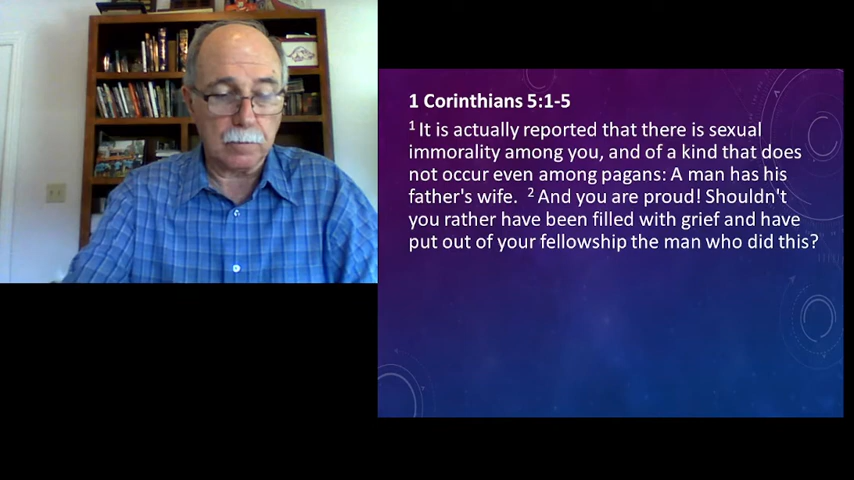 1 Corinthians 5:1-5
1 It is actually reported that there is sexual
immorality among you, and of a kind that does
not occur even among pagans: A man has his
father's wife. 2 And you are proud! Shouldn't
you rather have been filled with grief and have
put out of your fellowship the man who did this?